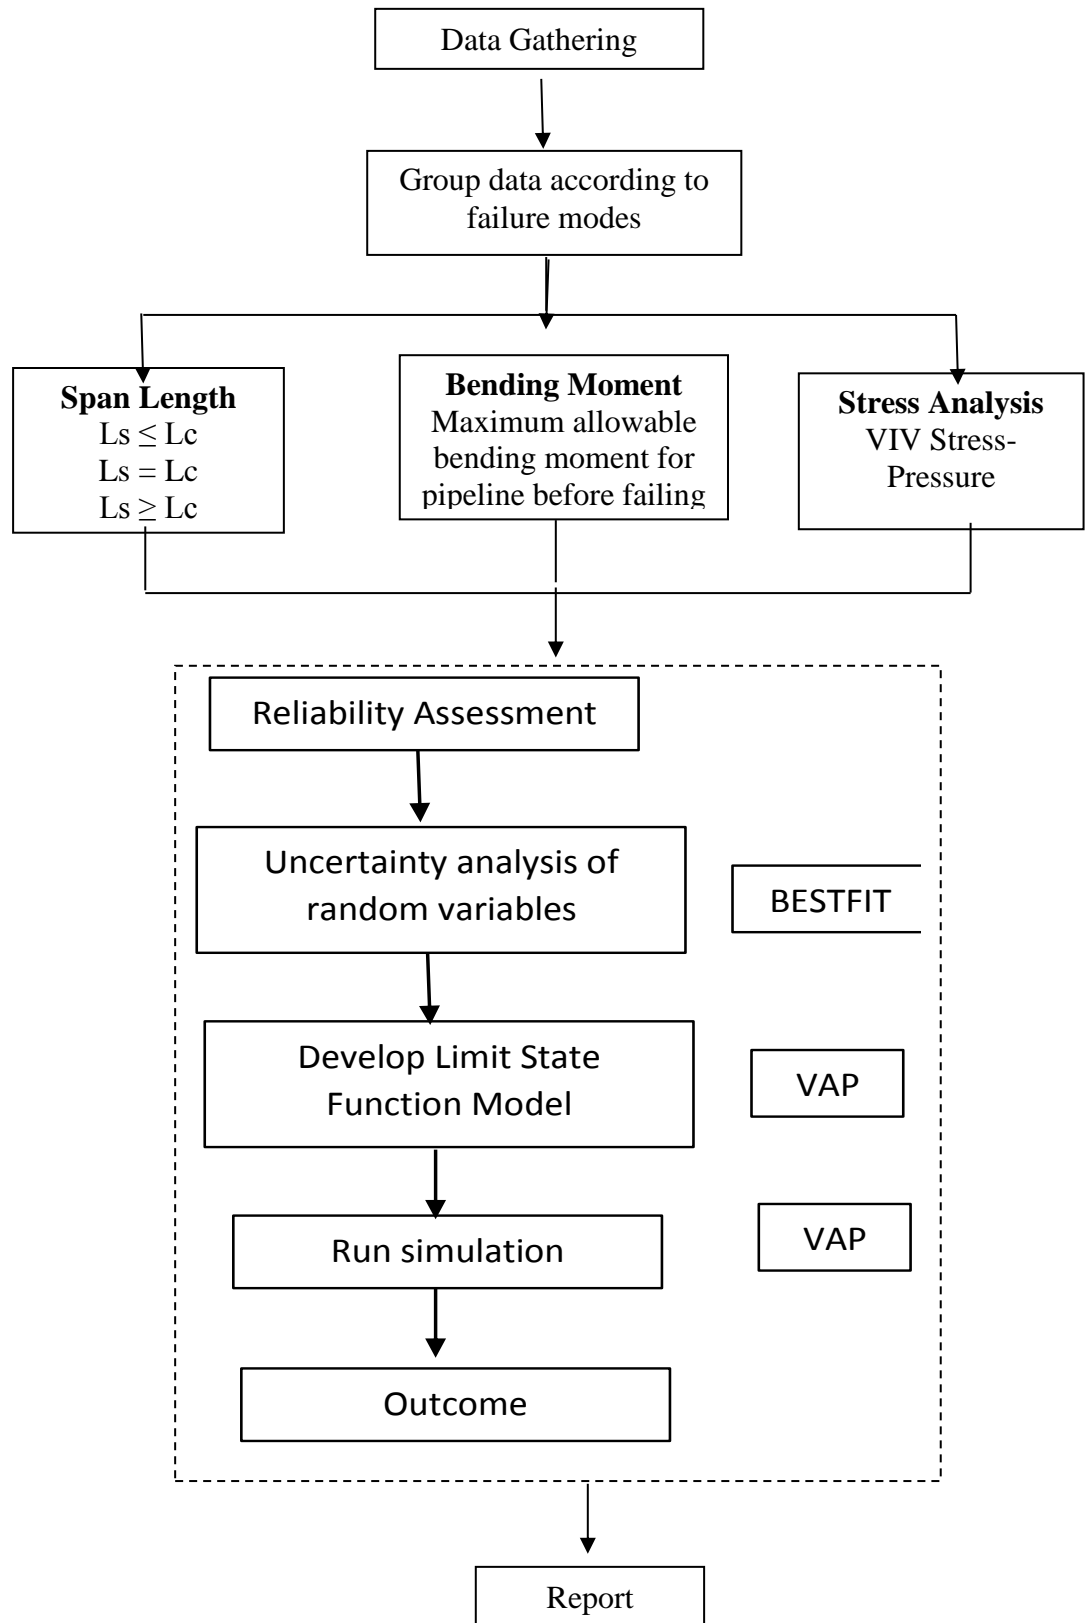 Data Gathering
Group data according to
failure modes
Span Length
Ls ≤ Lc
Ls = Lc
Ls ≥ Lc
Bending Moment
Maximum allowable
bending moment for
pipeline before failing
Stress Analysis
VIV Stress-
Pressure
Reliability Assessment
Uncertainty analysis of
random variables
BESTFIT
Develop Limit State
Function Model
VAP
Run simulation
VAP
Outcome
Report